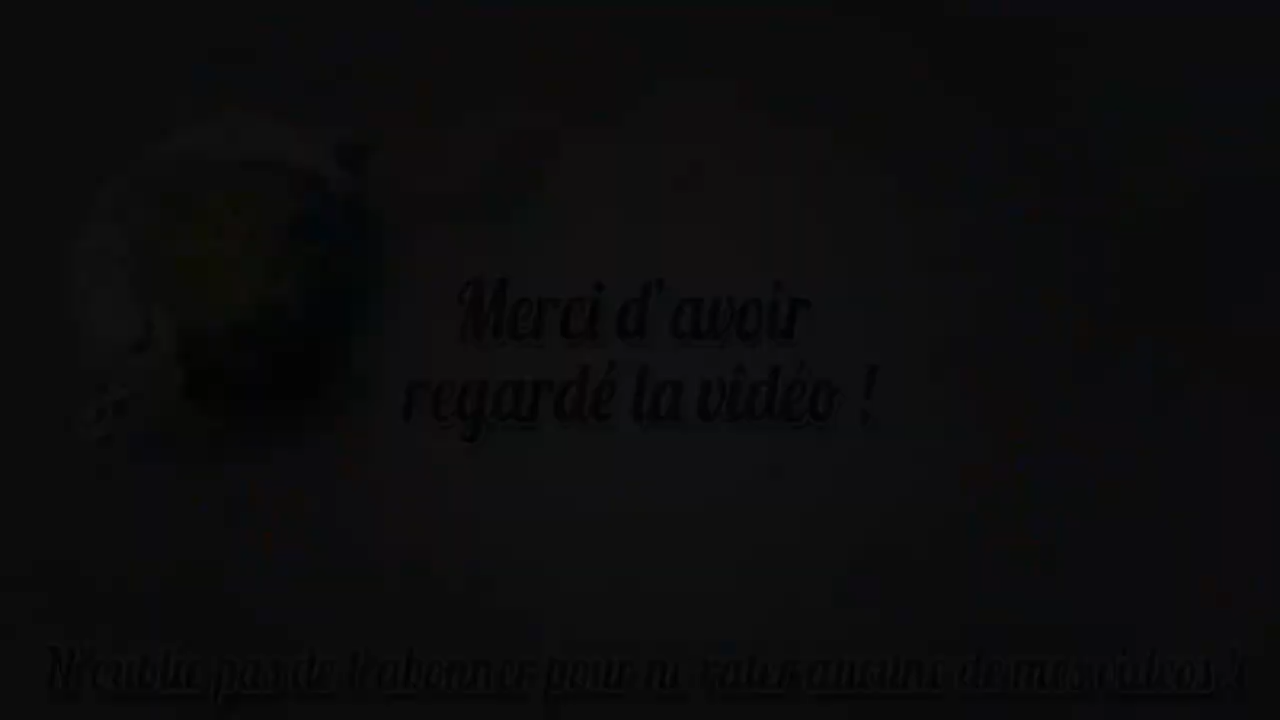 Merci d'avoir
regardé la vidéo !
N'oublie pas de t'abonner pour ne rater aucune de mes vidéos !